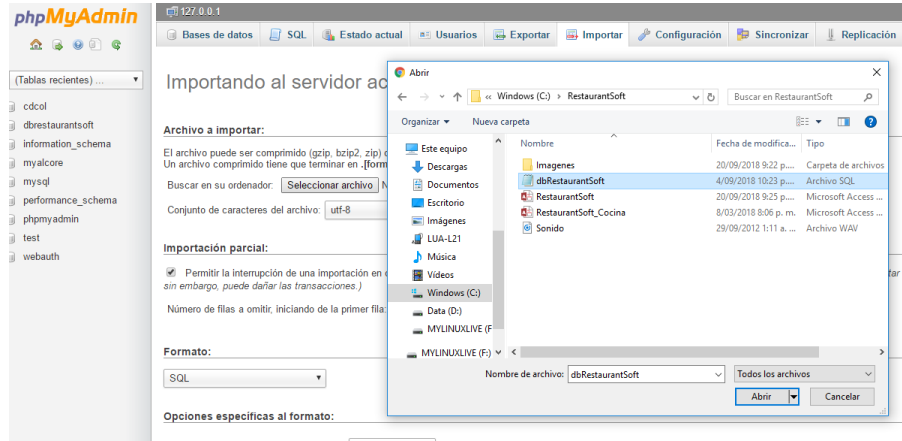 phpMyAdmin
(Tablas recientes) ...
cdcol
dbrestaurantsoft
information_schema
myalcore
mysql
performance_schema
phpmyadmin
test
webauth
127.0.0.1
Bases de datos SQL Estado actual Usuarios Exportar Importar Configuración Sincronizar Replicación
Importando al servidor ac
Archivo a importar:
El archivo puede ser comprimido (gzip, bzip2, zip)
Un archivo comprimido tiene que terminar en .[form
Buscar en su ordenador: Seleccionar archivo N
Conjunto de caracteres del archivo: utf-8
Importación parcial:
Permitir la interrupción de una importación en
sin embargo, puede dañar las transacciones.)
tar
Número de filas a omitir, iniciando de la primer fila:
Formato:
SQL
Opciones específicas al formato:
Abrir
« Windows (C:) › RestaurantSoft
Buscar en RestaurantSoft
Organizar Nueva carpeta
Este equipo
Descargas
Documentos
Escritorio
Imágenes
LUA-L21
Música
Vídeos
Windows (C:)
Data (D:)
MYLINUXLIVE (F
MYLINUXLIVE (F:)
Nombre Fecha de modifica... Tipo
Imagenes 20/09/2018 9:22 p.... Carpeta de archivos
dbRestaurantSoft 4/09/2018 10:23 p.... Archivo SQL
RestaurantSoft 20/09/2018 9:25 p.... Microsoft Access ...
RestaurantSoft_Cocina 8/03/2018 8:06 p. m. Microsoft Access ...
Sonido 29/09/2012 1:11 a. ... Archivo WAV
Nombre de archivo: dbRestaurantSoft Todos los archivos
Abrir Cancelar